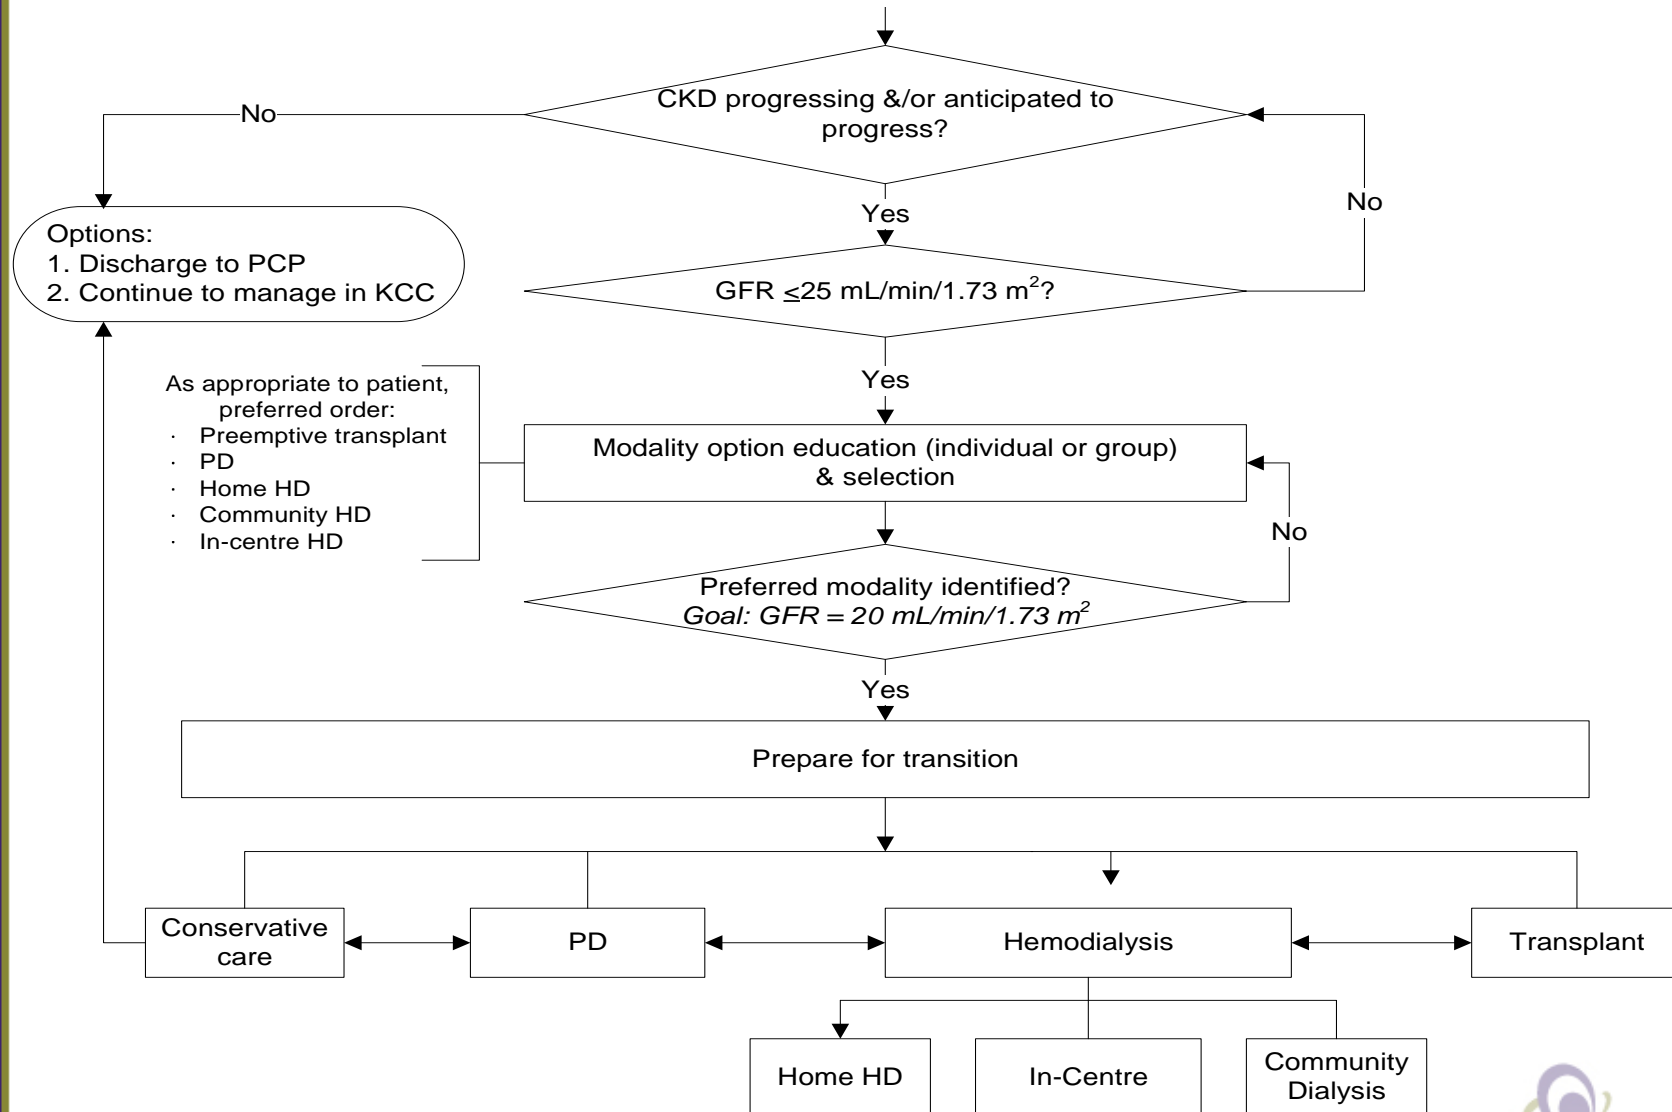 CKD progressing &/or anticipated to
progress?
No
Yes
No
Options:
1. Discharge to PCP
2. Continue to manage in KCC
GFR ≤25 mL/min/1.73 m²?
Yes
As appropriate to patient,
preferred order:
· Preemptive transplant
· PD
· Home HD
· Community HD
· In-centre HD
Modality option education (individual or group)
& selection
No
Preferred modality identified?
Goal: GFR = 20 mL/min/1.73 m²
Yes
Prepare for transition
Conservative
care
PD
Hemodialysis
Transplant
Home HD
In-Centre
Community
Dialysis